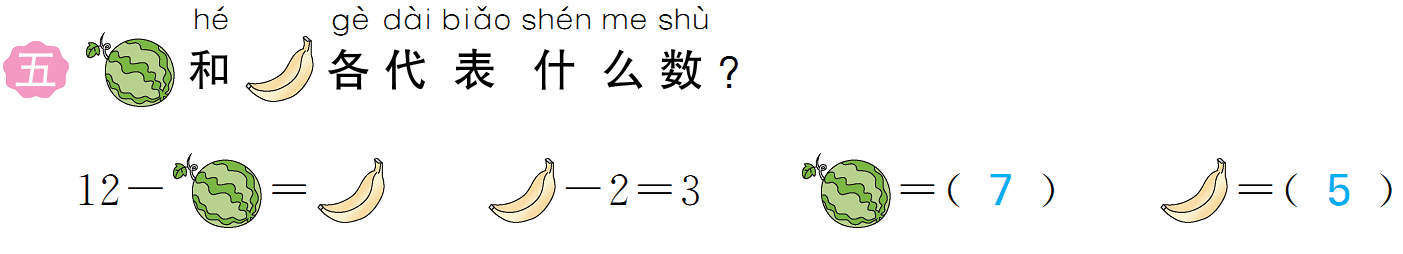 hé gè dài biǎo shén me shù
五 和 各代表什么数？
12－＝ －2＝3 ＝( 7 ) ＝( 5 )